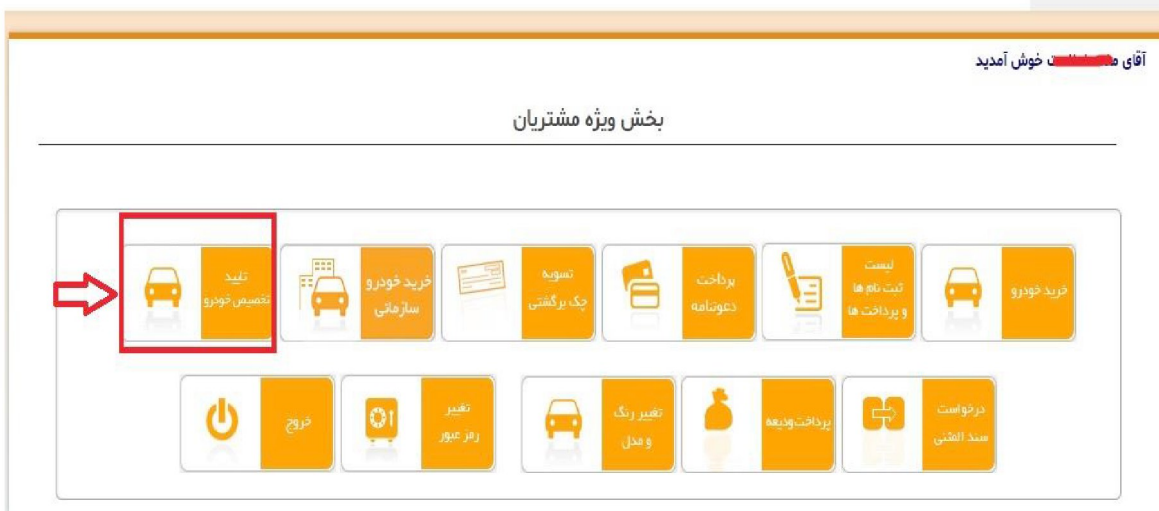 آقای خوش آمدید
بخش ویژه مشتریان
خرید خودرو
لیست
ثبت نام ها
و پرداخت ها
پرداخت
دعوتنامه
تسویه
چک برگشتی
خرید خودرو
سازمانی
تایید
تخصیص خودرو
درخواست
سند المثنی
پرداخت ودیعه
تغییر رنگ
و مدل
تغییر
رمز عبور
خروج